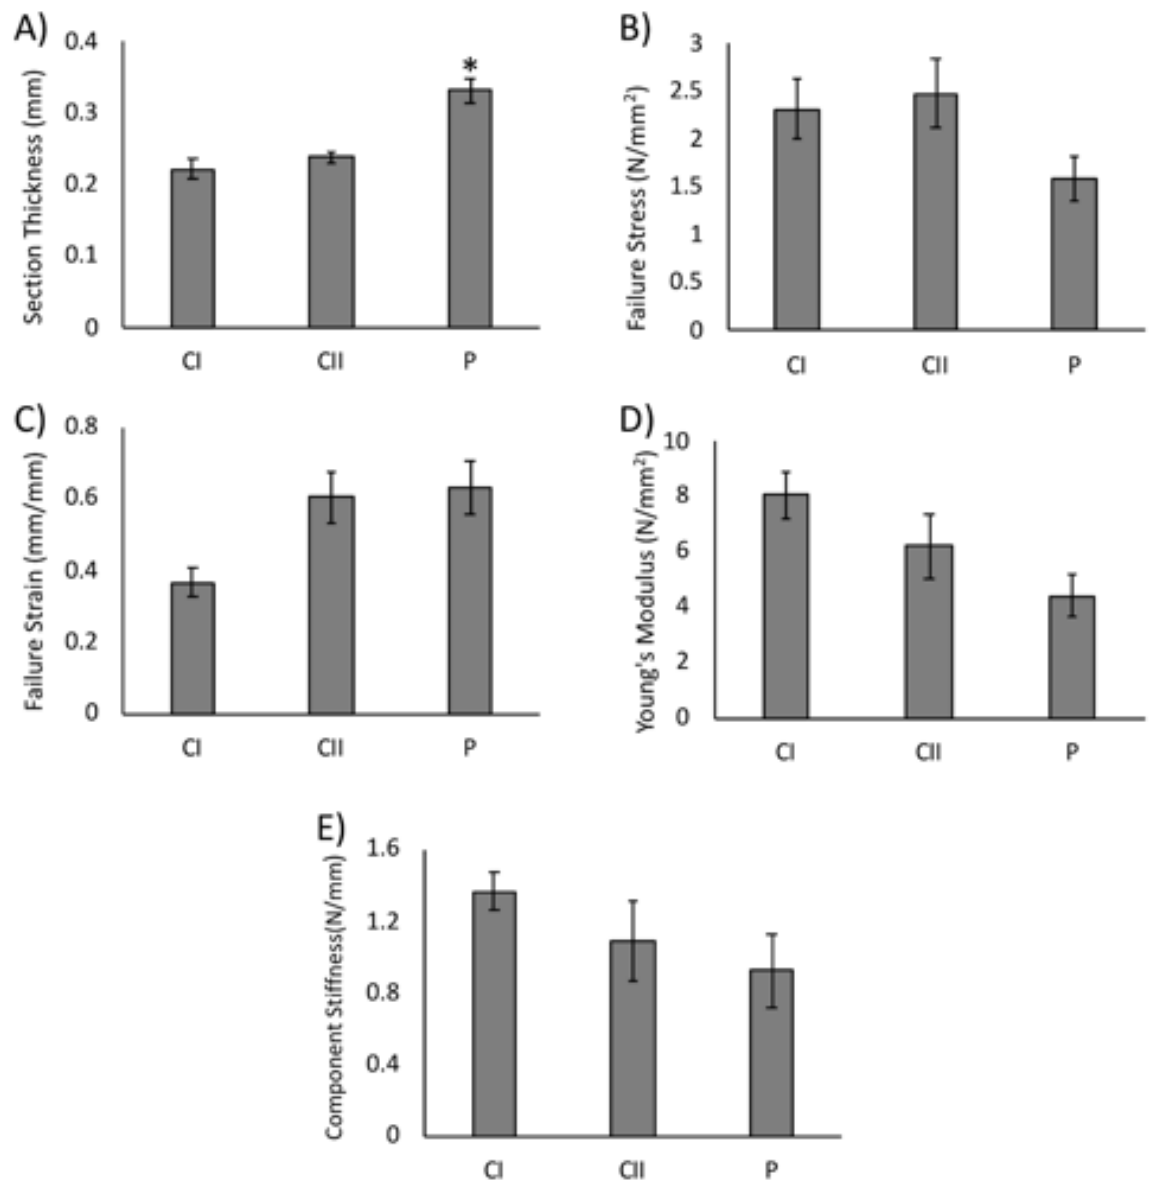 A)
Section Thickness (mm)
0.4
0.3
0.2
0.1
0
*
CI CII P
B)
Failure Stress (N/mm²)
3
2.5
2
1.5
1
0.5
0
CI CII P
C)
Failure Strain (mm/mm)
0.8
0.6
0.4
0.2
0
CI CII P
D)
Young's Modulus (N/mm²)
10
8
6
4
2
0
CI CII P
E)
Component Stiffness(N/mm)
1.6
1.2
0.8
0.4
0
CI CII P